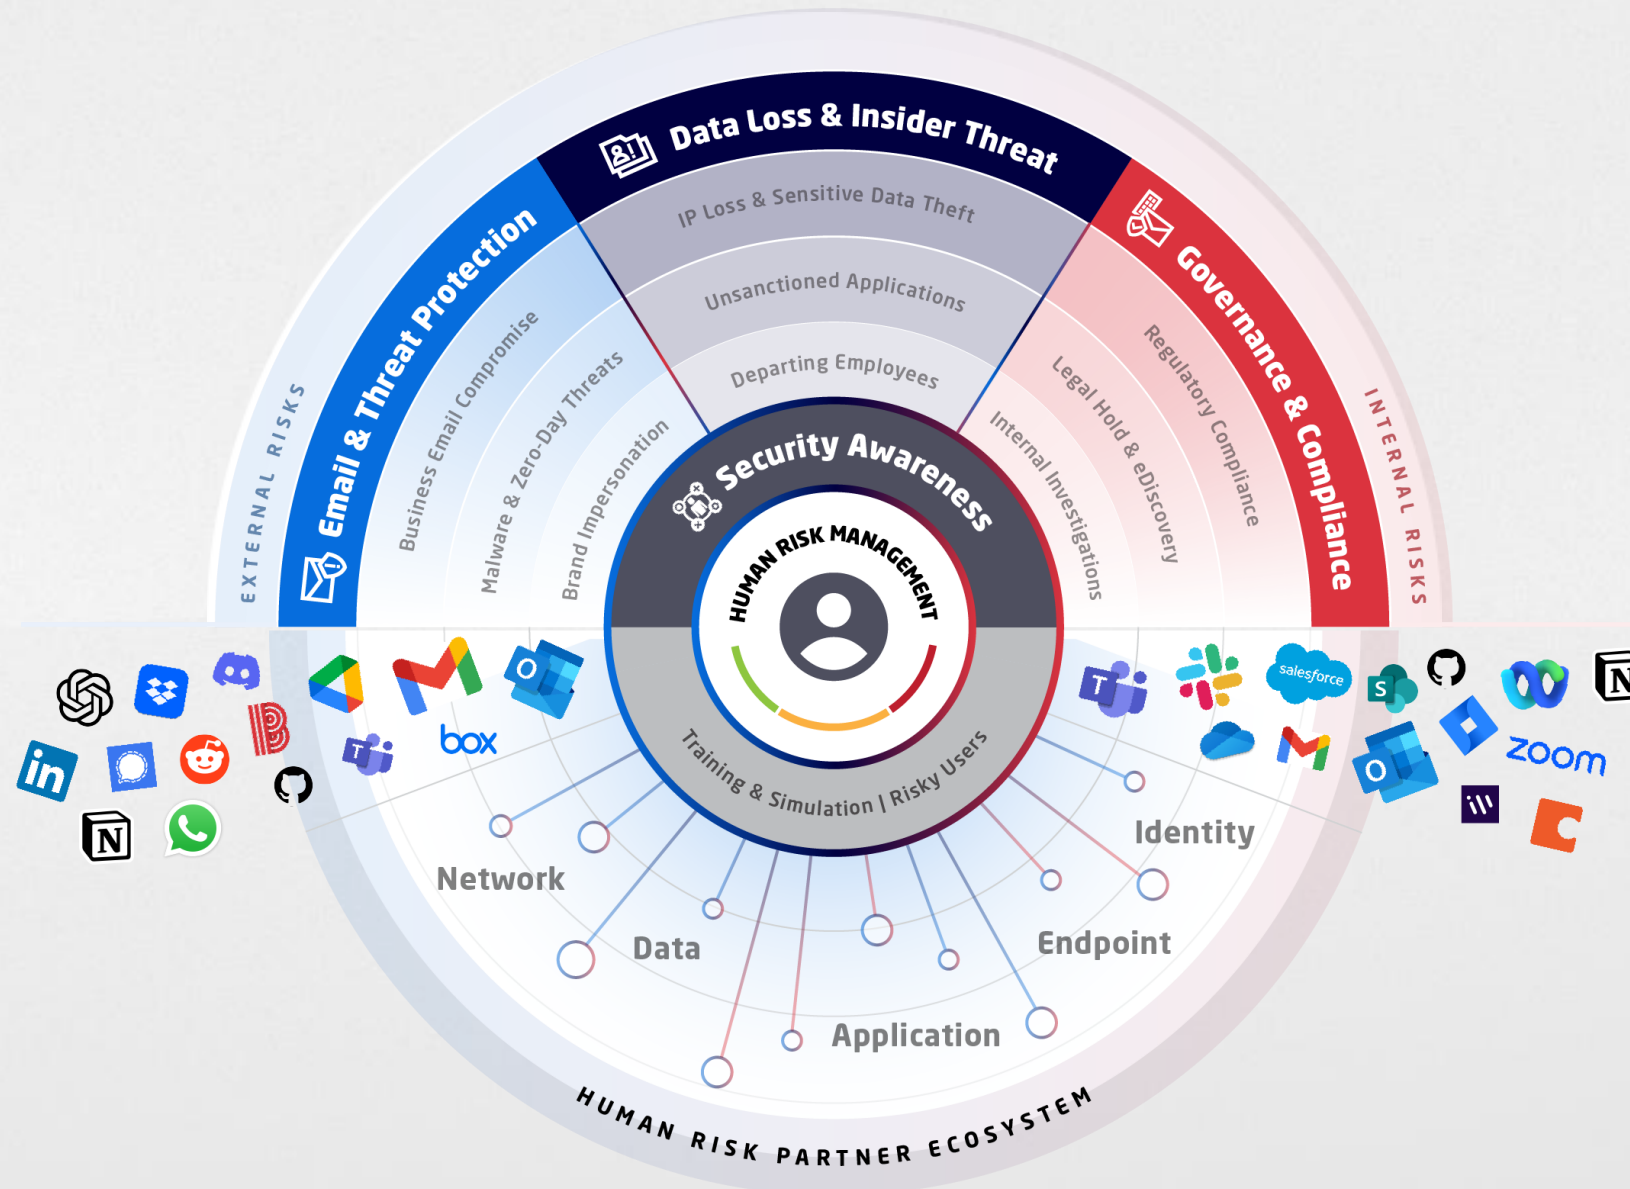 Data Loss & Insider Threat
IP Loss & Sensitive Data Theft
Unsanctioned Applications
Departing Employees
EXTERNAL RISKS
Email & Threat Protection
Business Email Compromise
Malware & Zero-Day Threats
Brand Impersonation
Governance & Compliance
Regulatory Compliance
Legal Hold & eDiscovery
Internal Investigations
INTERNAL RISKS
Security Awareness
HUMAN RISK MANAGEMENT
Training & Simulation | Risky Users
in
N
T
O
box
T
salesforce
S
N
O
zoom
Network
Data
Application
Endpoint
Identity
HUMAN RISK PARTNER ECOSYSTEM